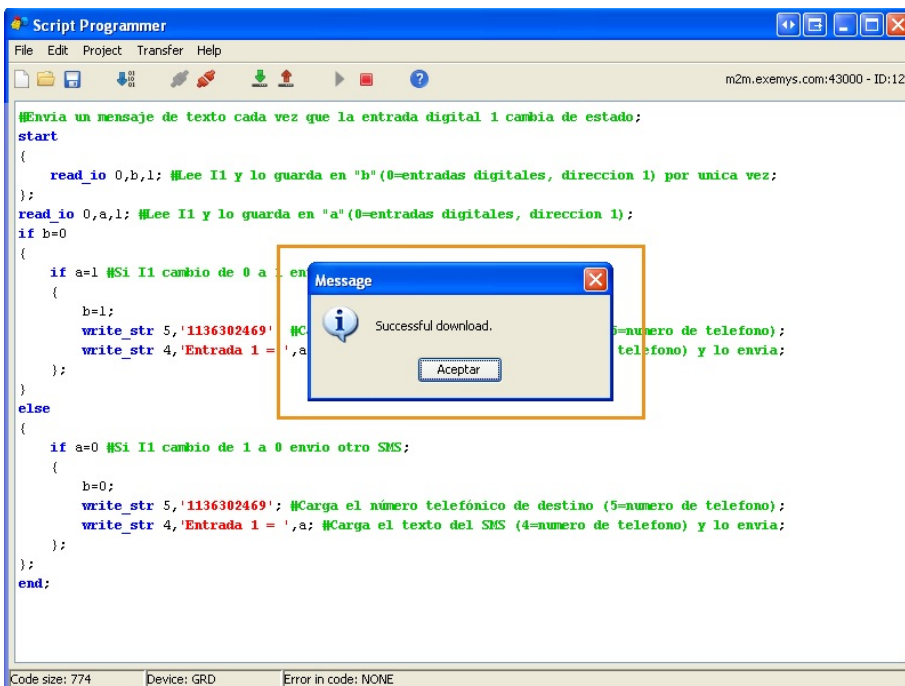 Script Programmer
File Edit Project Transfer Help
m2m.exemys.com:43000 - ID:12
#Envia un mensaje de texto cada vez que la entrada digital 1 cambia de estado;
start
{
read_io 0,b,1; #Lee I1 y lo guarda en "b"(0=entradas digitales, direccion 1) por unica vez;
};
read_io 0,a,1; #Lee I1 y lo guarda en "a"(0=entradas digitales, direccion 1);
if b=0
{
if a=1 #Si I1 cambio de 0 a 1
{
b=1;
write_str 5,'1136302469' numero de telefono);
write_str 4,'Entrada 1 = ',a telefono) y lo envia;
};
}
Message
Successful download.
Aceptar
else
{
if a=0 #Si I1 cambio de 1 a 0 envio otro SMS;
{
b=0;
write_str 5,'1136302469'; #Carga el número telefónico de destino (5=numero de telefono);
write_str 4,'Entrada 1 = ',a; #Carga el texto del SMS (4=numero de telefono) y lo envia;
};
};
end;
Code size: 774 Device: GRD Error in code: NONE